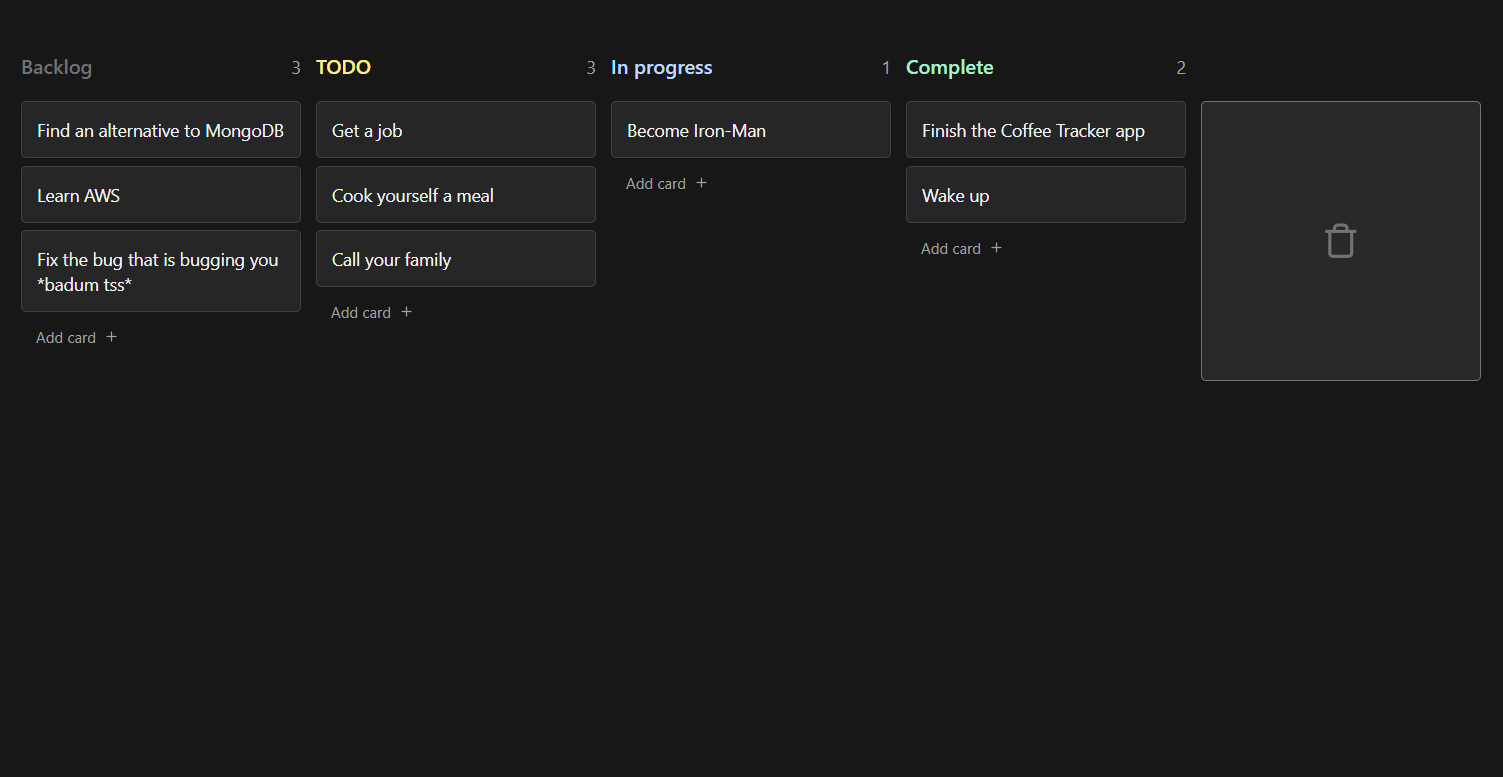 Backlog 3
Find an alternative to MongoDB
Learn AWS
Fix the bug that is bugging you
*badum tss*
Add card +
TODO 3
Get a job
Cook yourself a meal
Call your family
Add card +
In progress 1
Become Iron-Man
Add card +
Complete 2
Finish the Coffee Tracker app
Wake up
Add card +